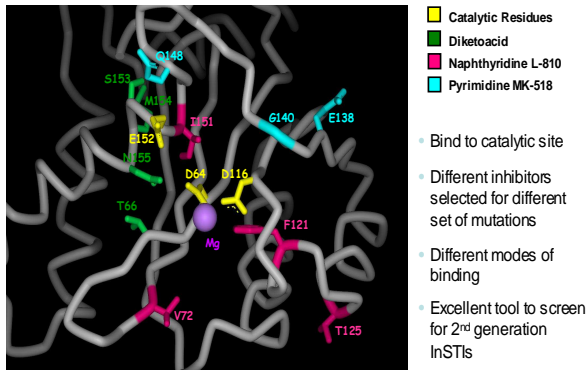 Q148
S153
M154
I151
E152
N155
T66
D64
D116
G140
E138
F121
Mg
V72
T125
Catalytic Residues
Diketoacid
Naphthyridine L-810
Pyrimidine MK-518
• Bind to catalytic site
• Different inhibitors
selected for different
set of mutations
• Different modes of
binding
• Excellent tool to screen
for 2nd generation
InSTIs